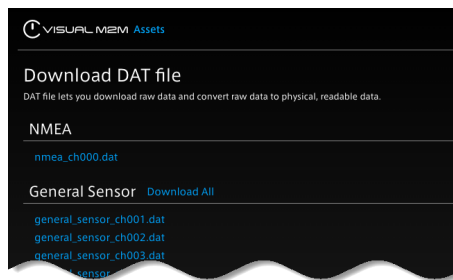 VISUAL M2M Assets
Download DAT file
DAT file lets you download raw data and convert raw data to physical, readable data.
NMEA
nmea_ch000.dat
General Sensor Download All
general_sensor_ch001.dat
general_sensor_ch002.dat
general_sensor_ch003.dat